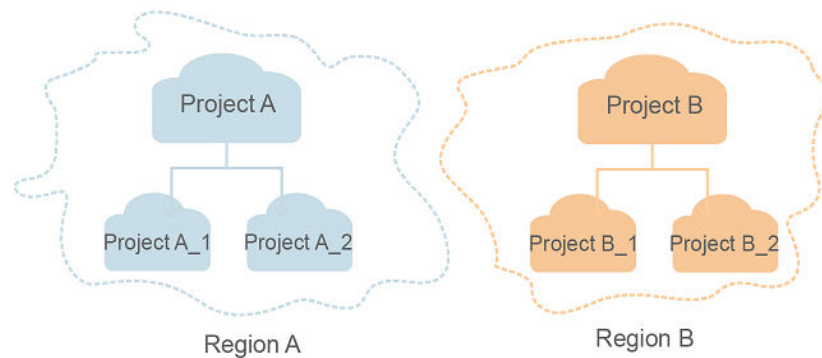 Project A
Project A_1
Project A_2
Region A
Project B
Project B_1
Project B_2
Region B